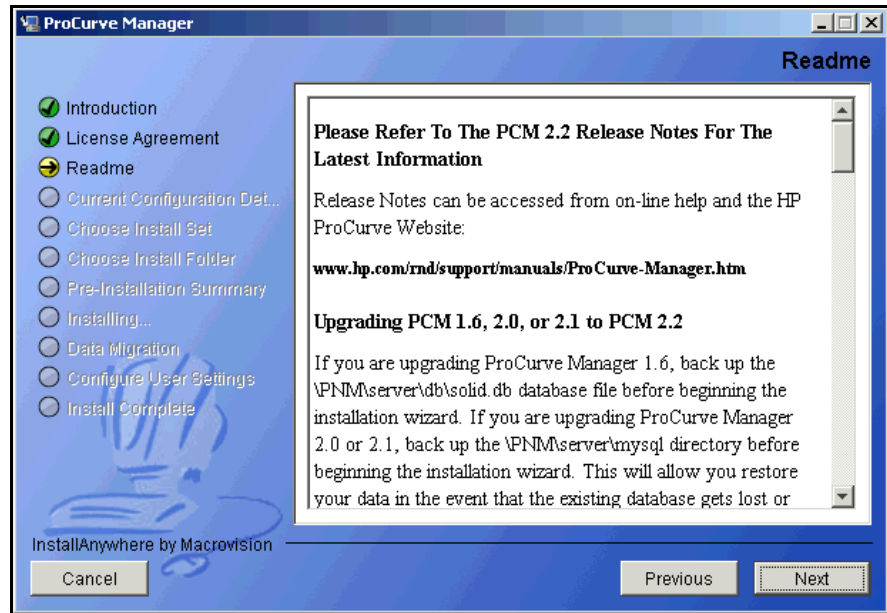 ProCurve Manager
Readme
Introduction
License Agreement
Readme
Current Configuration Det...
Choose Install Set
Choose Install Folder
Pre-Installation Summary
Installing...
Data Migration
Configure User Settings
Install Complete
Please Refer To The PCM 2.2 Release Notes For The
Latest Information
Release Notes can be accessed from on-line help and the HP
ProCurve Website:
www.hp.com/rnd/support/manuals/ProCurve-Manager.htm
Upgrading PCM 1.6, 2.0, or 2.1 to PCM 2.2
If you are upgrading ProCurve Manager 1.6, back up the
\PNM\server\db\solid.db database file before beginning the
installation wizard. If you are upgrading ProCurve Manager
2.0 or 2.1, back up the \PNM\server\mysql directory before
beginning the installation wizard. This will allow you restore
your data in the event that the existing database gets lost or
InstallAnywhere by Macrovision
Cancel
Previous
Next